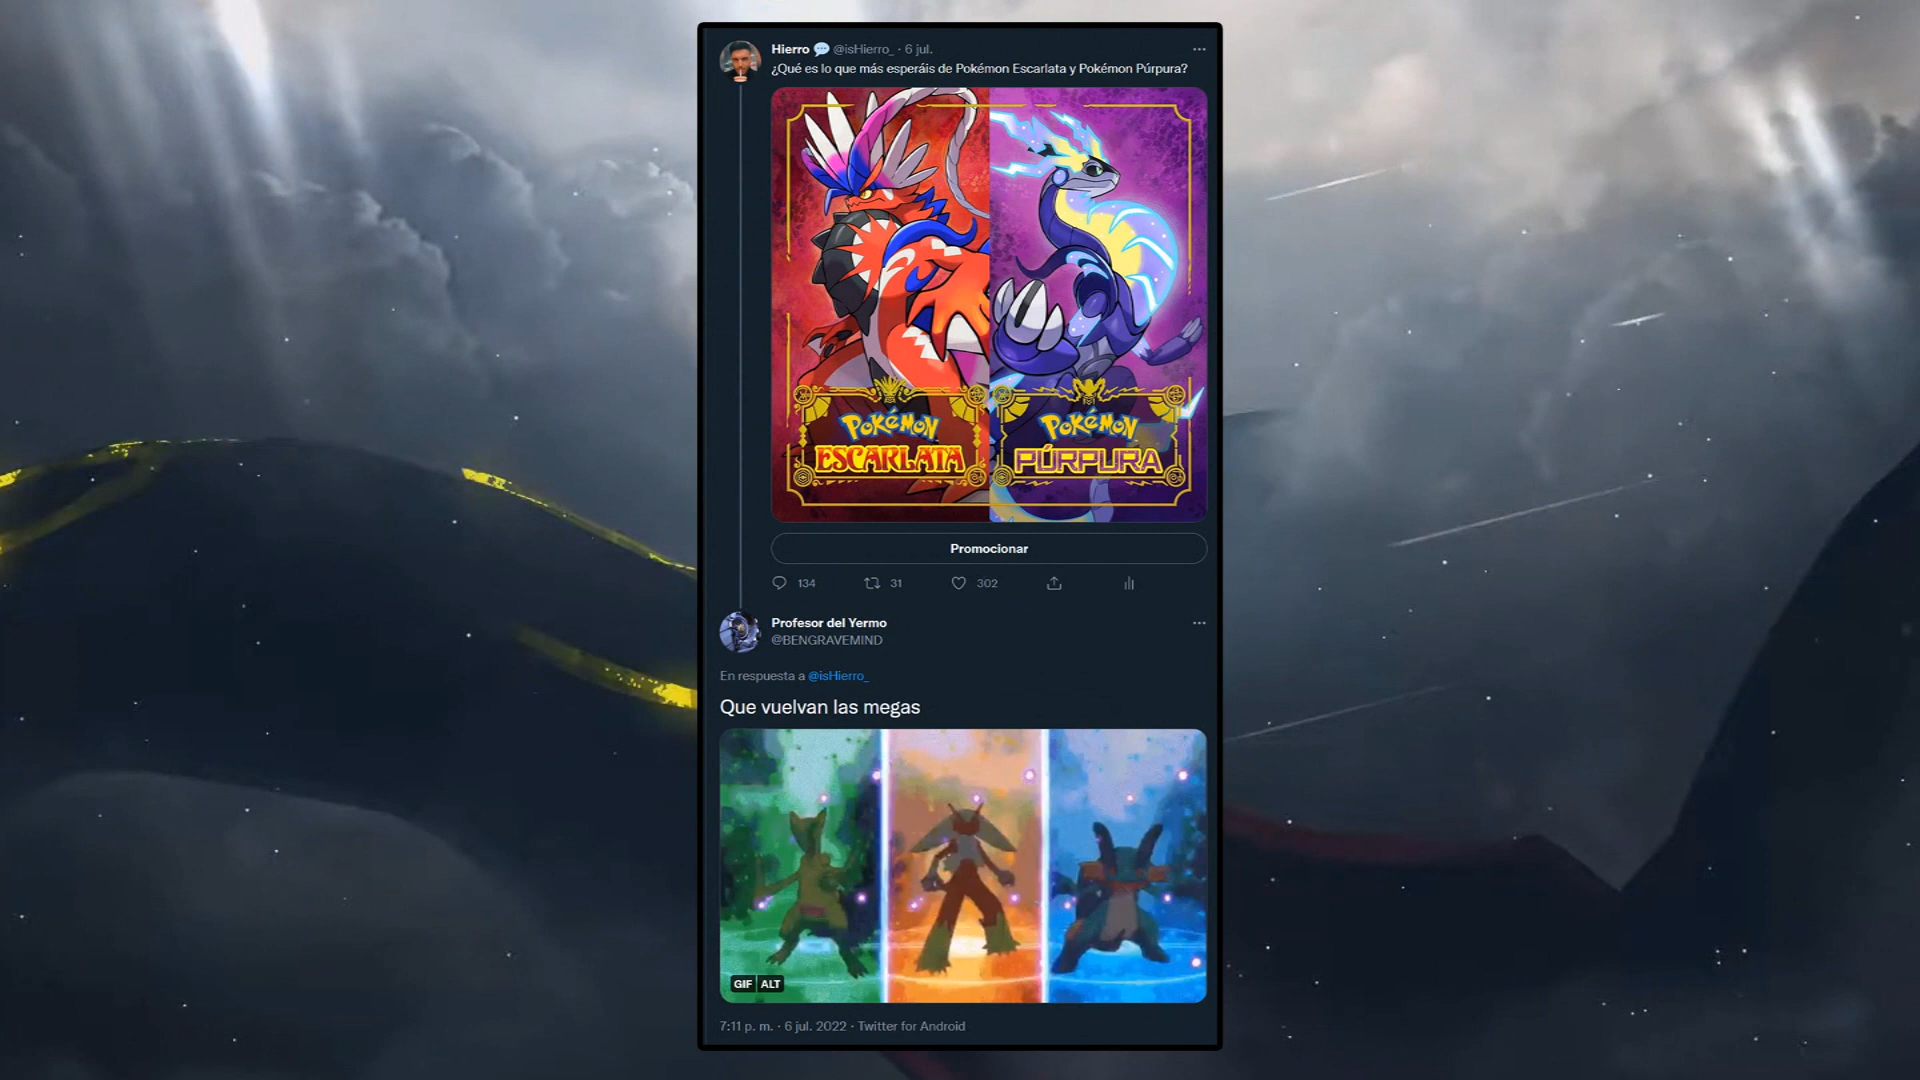 Hierro 💬 @isHierro_ · 6 jul.
¿Qué es lo que más esperáis de Pokémon Escarlata y Pokémon Púrpura?
POKéMON
ESCARLATA
POKéMON
PÚRPURA
Promocionar
134 31 302
Profesor del Yermo
@BENGRAVEMIND
En respuesta a @isHierro_
Que vuelvan las megas
GIF ALT
7:11 p. m. · 6 jul. 2022 · Twitter for Android